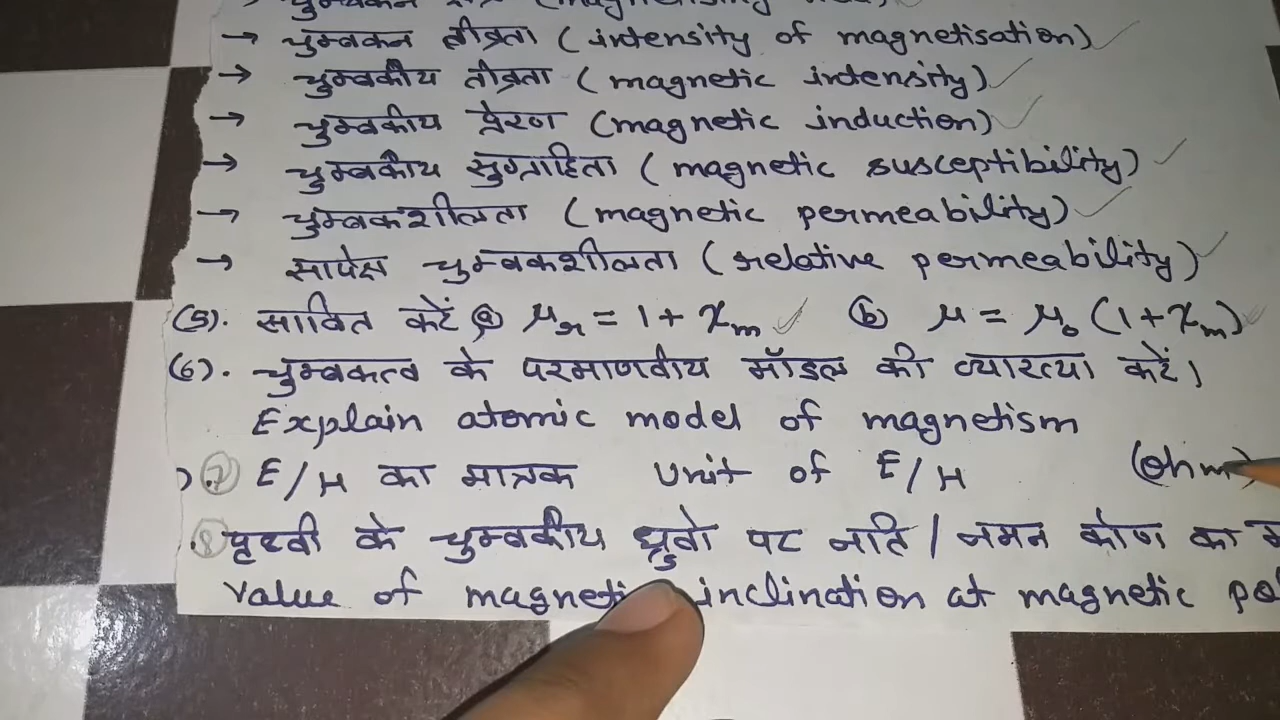 → चुम्बकन तीव्रता (intensity of magnetisation)
→ चुम्बकीय तीव्रता (magnetic intensity)
→ चुम्बकीय प्रेरण (magnetic induction)
→ चुम्बकीय सुग्राहिता (magnetic susceptibility)
→ चुम्बकशीलता (magnetic permeability)
→ सापेक्ष चुम्बकशीलता (relative permeability)
(5). साबित करें ⓐ μr = 1 + χm ⓑ μ = μ0 (1 + χm)
(6). चुम्बकत्व के परमाणवीय मॉडल की व्याख्या करें।
Explain atomic model of magnetism
(7) E/H का मात्रक Unit of E/H (ohm)
(8) पृथ्वी के चुम्बकीय ध्रुवो पर नति / नमन कोण का
Value of inclination at magnetic